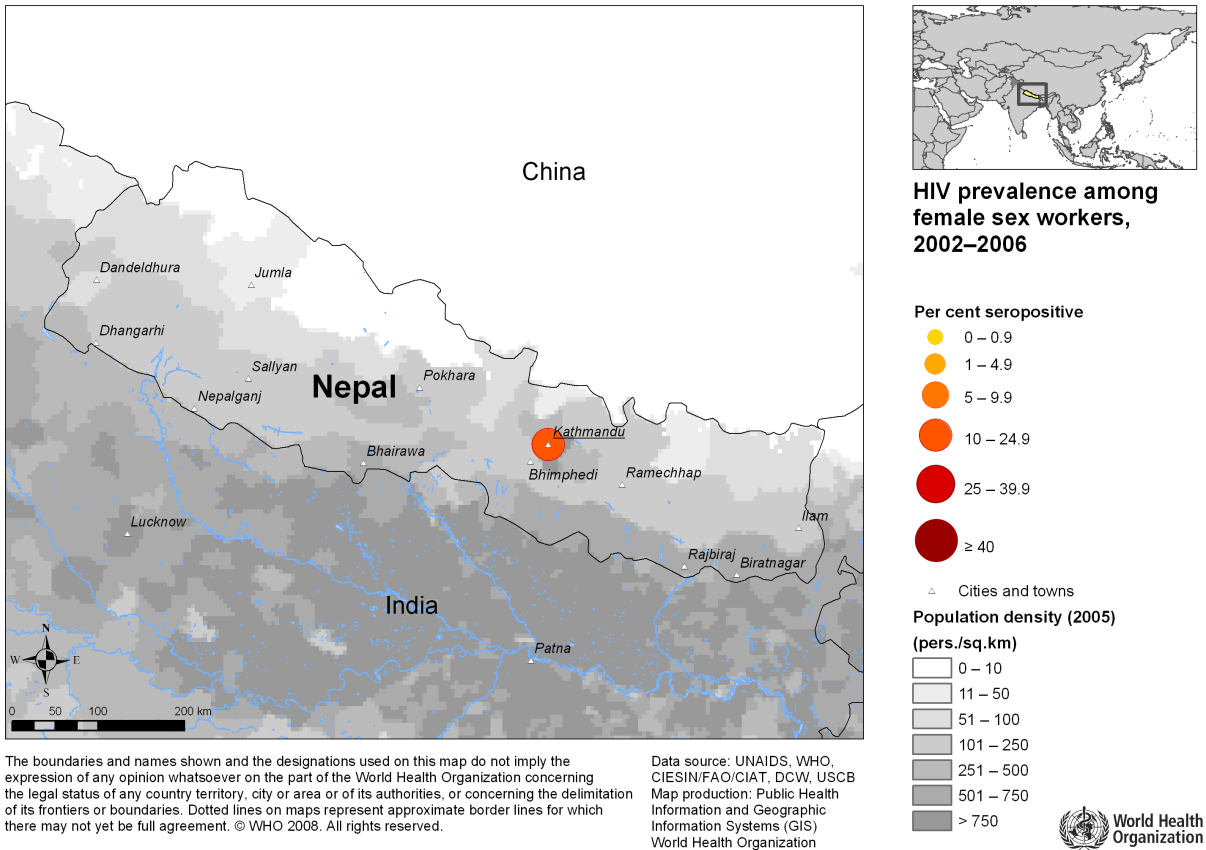 China
Dandeldhura
Jumla
Dhangarhi
Sallyan
Nepal
Pokhara
Nepalganj
Kathmandu
Bhairawa
Bhimphedi
Ramechhap
Lucknow
Ilam
Rajbiraj
Biratnagar
India
Patna
N
W E
S
0 50 100 200 km
HIV prevalence among
female sex workers,
2002–2006
Per cent seropositive
0 – 0.9
1 – 4.9
5 – 9.9
10 – 24.9
25 – 39.9
≥ 40
Cities and towns
Population density (2005)
(pers./sq.km)
0 – 10
11 – 50
51 – 100
101 – 250
251 – 500
501 – 750
> 750
The boundaries and names shown and the designations used on this map do not imply the
expression of any opinion whatsoever on the part of the World Health Organization concerning
the legal status of any country territory, city or area or of its authorities, or concerning the delimitation
of its frontiers or boundaries. Dotted lines on maps represent approximate border lines for which
there may not yet be full agreement. © WHO 2008. All rights reserved.
Data source: UNAIDS, WHO,
CIESIN/FAO/CIAT, DCW, USCB
Map production: Public Health
Information and Geographic
Information Systems (GIS)
World Health Organization
World Health
Organization